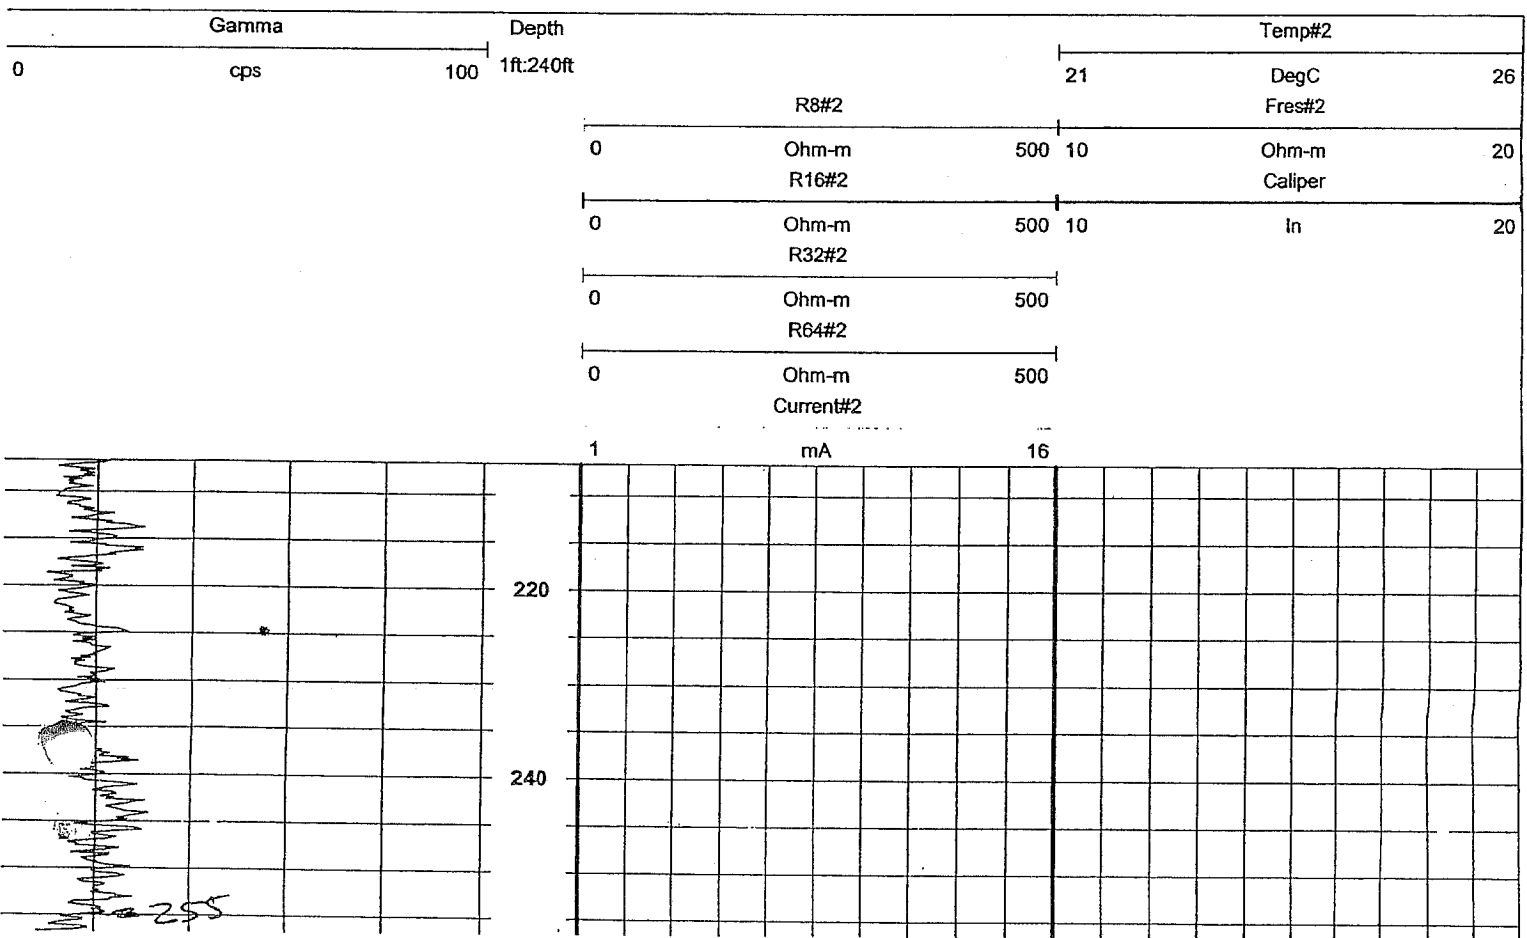 Gamma Depth Temp#2
0 cps 100 1ft:240ft 21 DegC 26
R8#2 Fres#2
0 Ohm-m 500 10 Ohm-m 20
R16#2 Caliper
0 Ohm-m 500 10 In 20
R32#2
0 Ohm-m 500
R64#2
0 Ohm-m 500
Current#2
1 mA 16
220
240
255